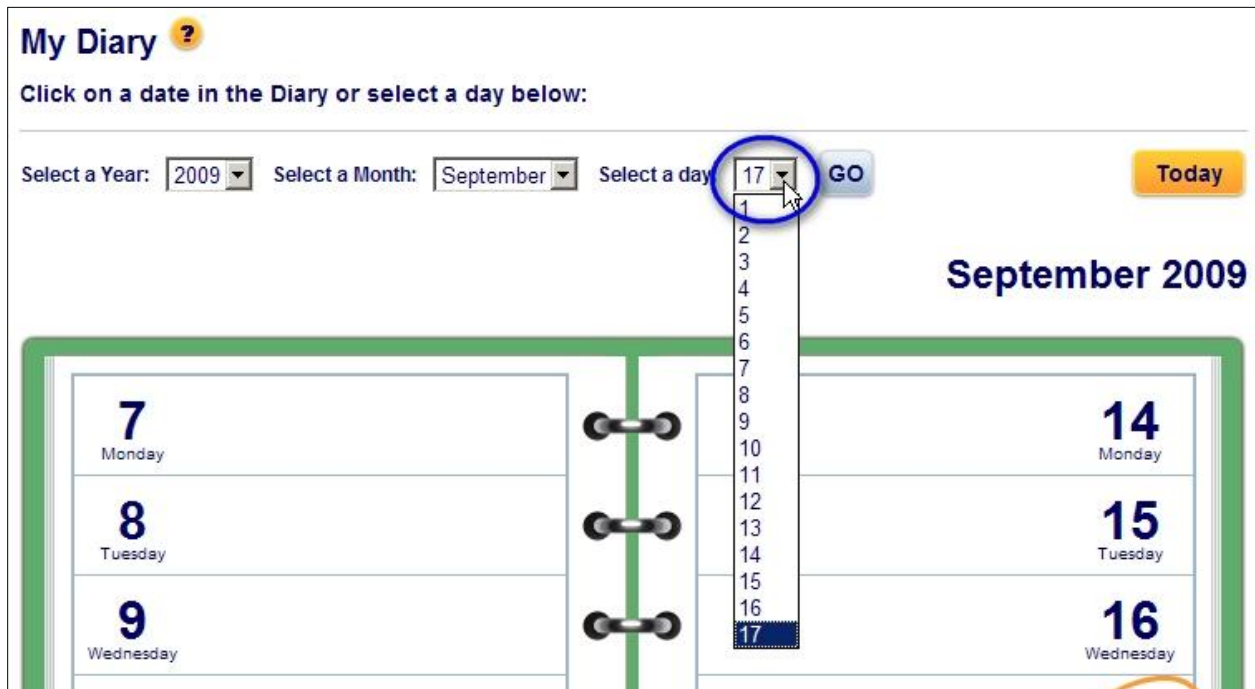 My Diary ?
Click on a date in the Diary or select a day below:
Select a Year: 2009 Select a Month: September Select a day 17 GO Today
1
2
3
4
5
6
7
8
9
10
11
12
13
14
15
16
17
September 2009
7
Monday
8
Tuesday
9
Wednesday
14
Monday
15
Tuesday
16
Wednesday